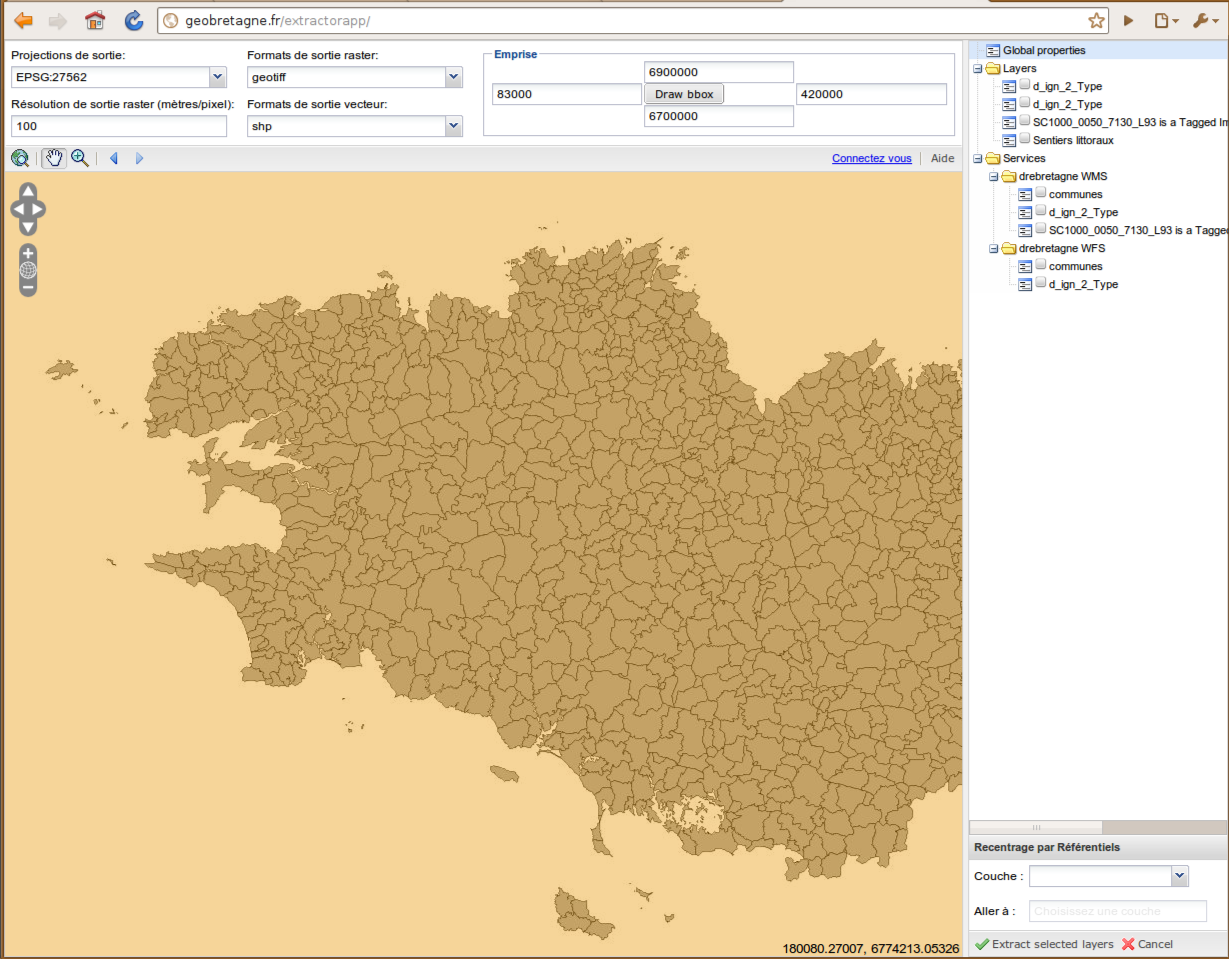 geobretagne.fr/extractorapp/
Projections de sortie:
Formats de sortie raster:
EPSG:27562
geotiff
Résolution de sortie raster (mètres/pixel):
Formats de sortie vecteur:
100
shp
Emprise
6900000
83000
Draw bbox
420000
6700000
Connectez vous
Aide
180080.27007, 6774213.05326
Global properties
Layers
d_ign_2_Type
d_ign_2_Type
SC1000_0050_7130_L93 is a Tagged Im
Sentiers littoraux
Services
drebretagne WMS
communes
d_ign_2_Type
SC1000_0050_7130_L93 is a Tagged
drebretagne WFS
communes
d_ign_2_Type
Recentrage par Référentiels
Couche :
Aller à :
Choisissez une couche
Extract selected layers
Cancel